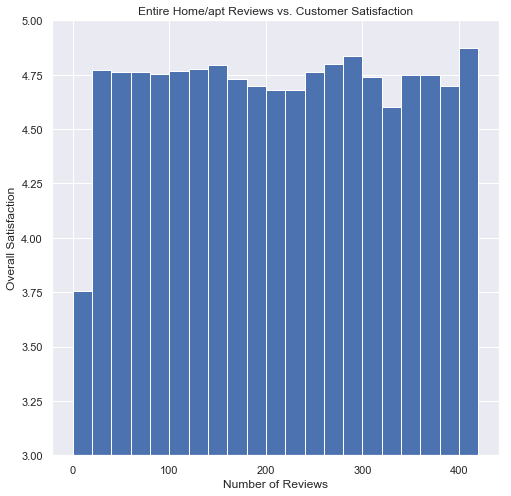 Entire Home/apt Reviews vs. Customer Satisfaction
5.00
4.75
4.50
4.25
4.00
3.75
3.50
3.25
3.00
Overall Satisfaction
0 100 200 300 400
Number of Reviews